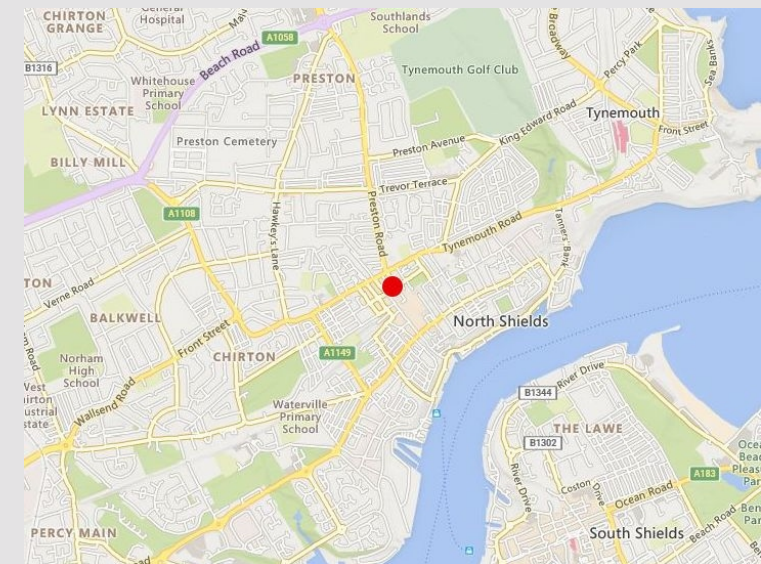 CHIRTON
GRANGE
General
Hospital
A1058
Southlands
School
Beach Road
B1316
Whitehouse
Primary
School
PRESTON
Tynemouth Golf Club
Broadway
Percy Park
Sea Banks
LYNN ESTATE
Tynemouth
Front Street
Preston Cemetery
King Edward Road
Preston Avenue
BILLY MILL
Trevor Terrace
A1108
Hawkey's Lane
Preston Road
Tynemouth Road
Tanners' Bank
Verne Road
BALKWELL
North Shields
Front Street
CHIRTON
A1149
Norham
High
School
Wallsend Road
Waterville
Primary
School
River Drive
B1344
THE LAWE
B1302
River Drive
A183
Coston Drive
Ocean Road
Beach Road
South Shields
PERCY MAIN